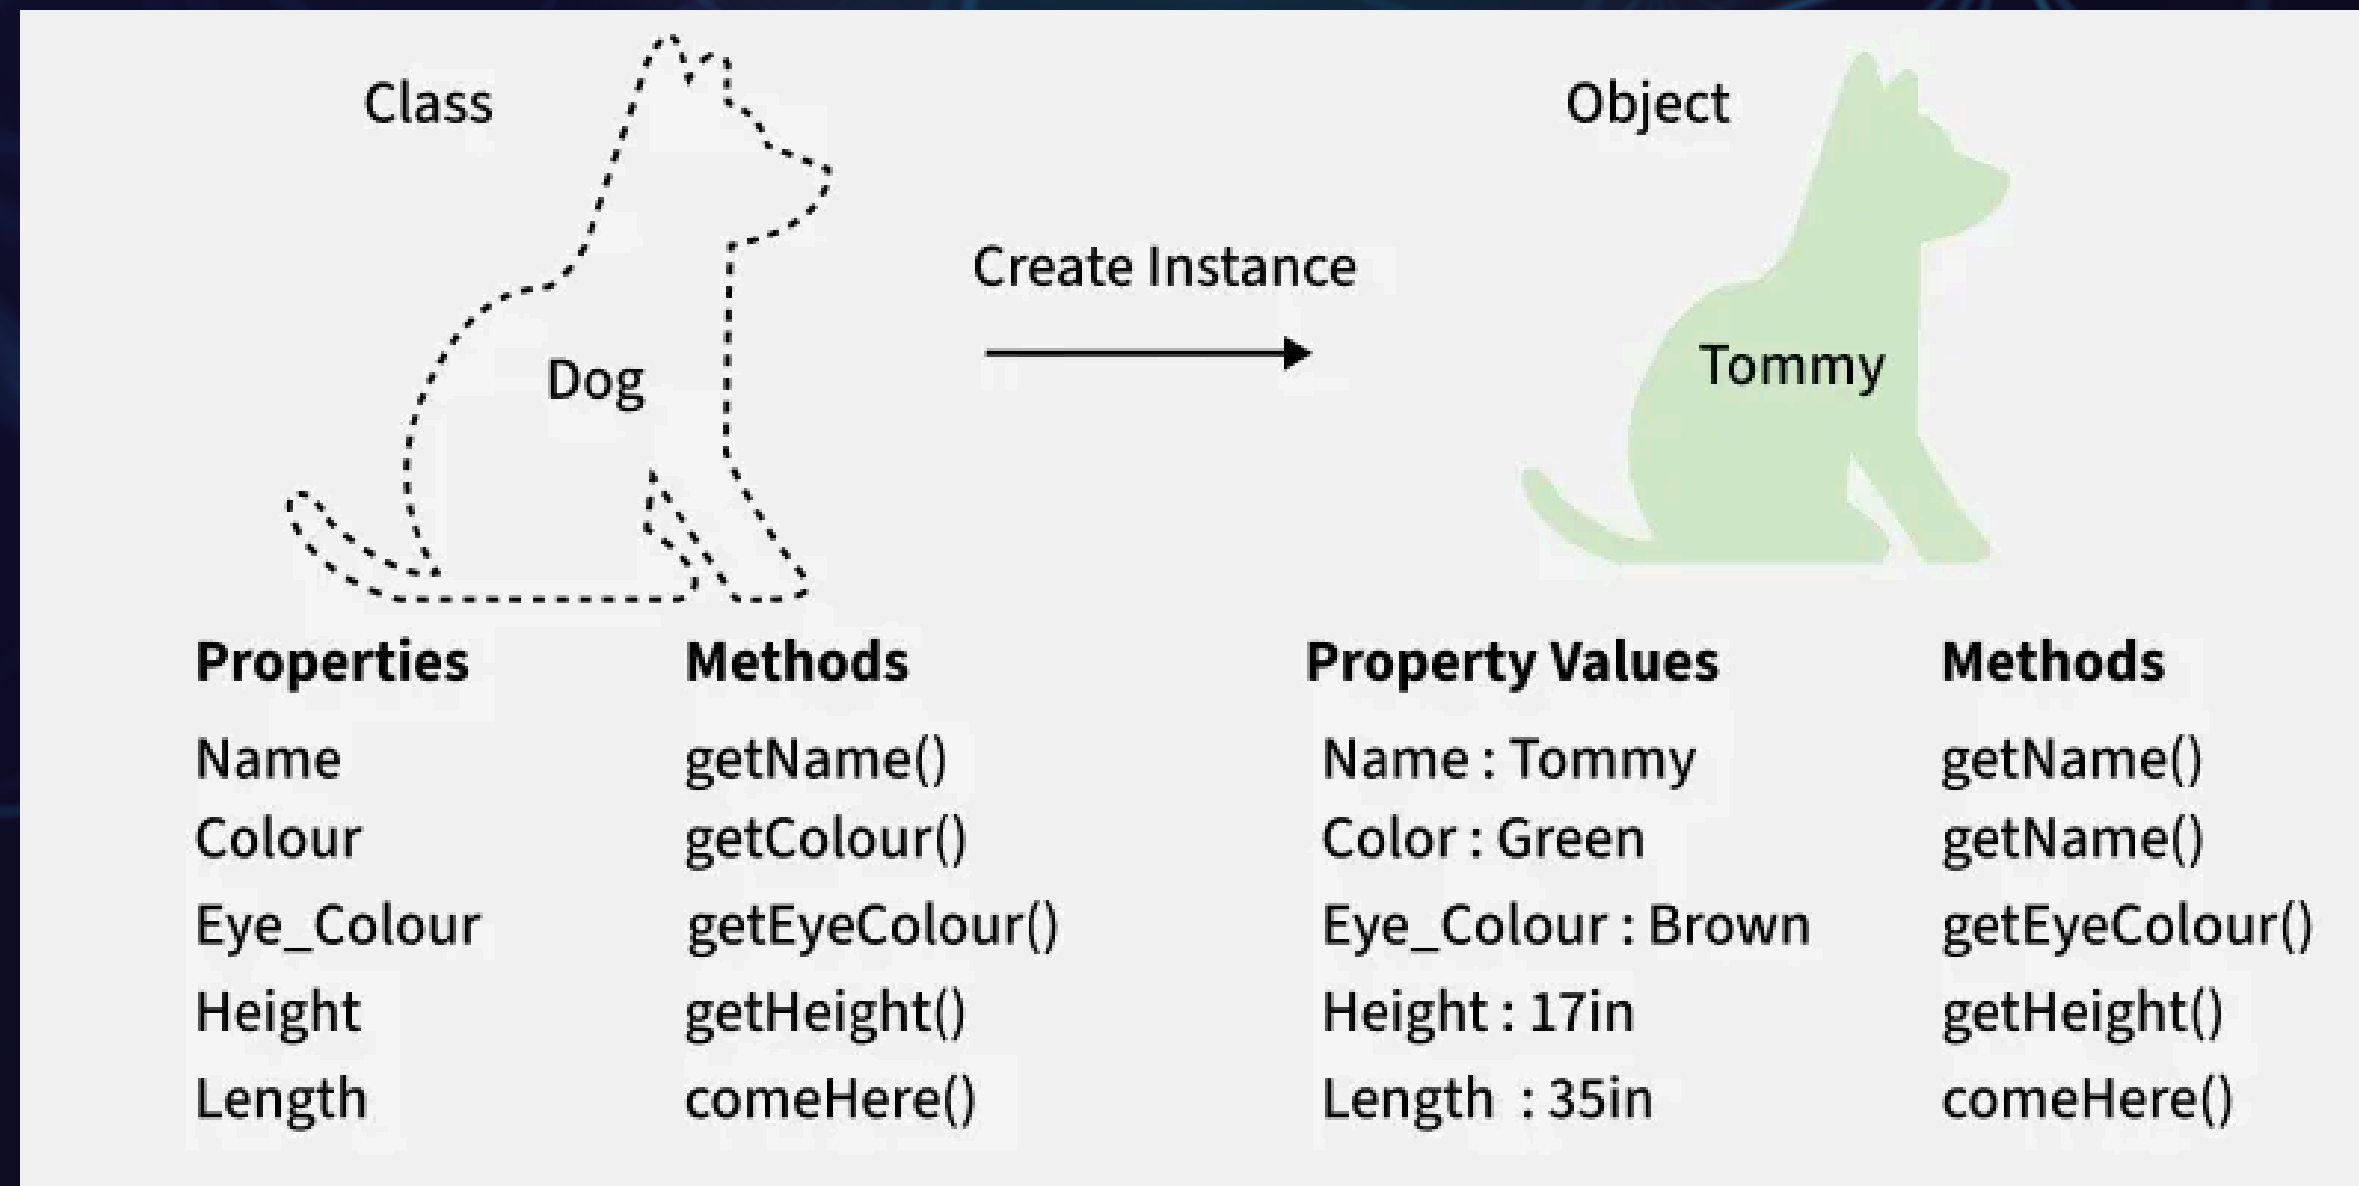 Class
Object
Create Instance
Dog
Tommy
Properties
Methods
Property Values
Methods
Name
getName()
Name : Tommy
getName()
Colour
getColour()
Color : Green
getName()
Eye_Colour
getEyeColour()
Eye_Colour : Brown
getEyeColour()
Height
getHeight()
Height : 17in
getHeight()
Length
comeHere()
Length : 35in
comeHere()